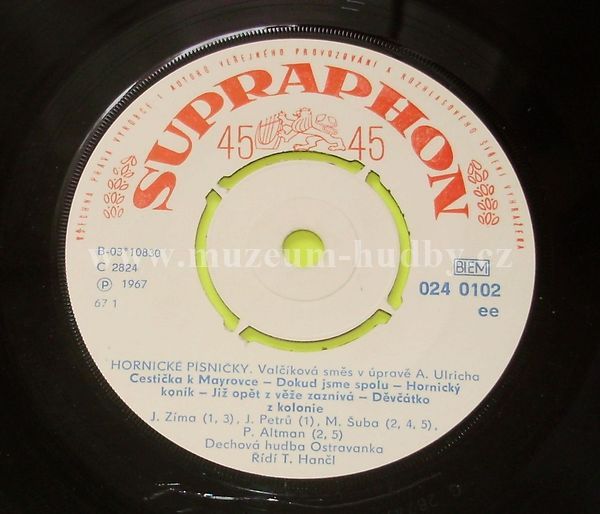 VŠECHNA PRÁVA VÝROBCE I AUTORŮ VEŘEJNÉHO PROVOZOVÁNÍ A ROZHLASOVÉHO ŠÍŘENÍ VYHRAŽENA
SUPRAPHON
45 45
www.muzeum-hudby.cz
B-03*10830
C 2824
Ⓟ 1967
67 1
BIEM
024 0102
ee
HORNICKÉ PÍSNIČKY. Valčíková směs v úpravě A. Ulricha
Cestička k Mayrovce – Dokud jsme spolu – Hornický
koník – Již opět z věže zaznívá – Děvčátko
z kolonie
J. Zíma (1, 3), J. Petrů (1), M. Šuba (2, 4, 5),
P. Altman (2, 5)
Dechová hudba Ostravanka
Řídí T. Hančl